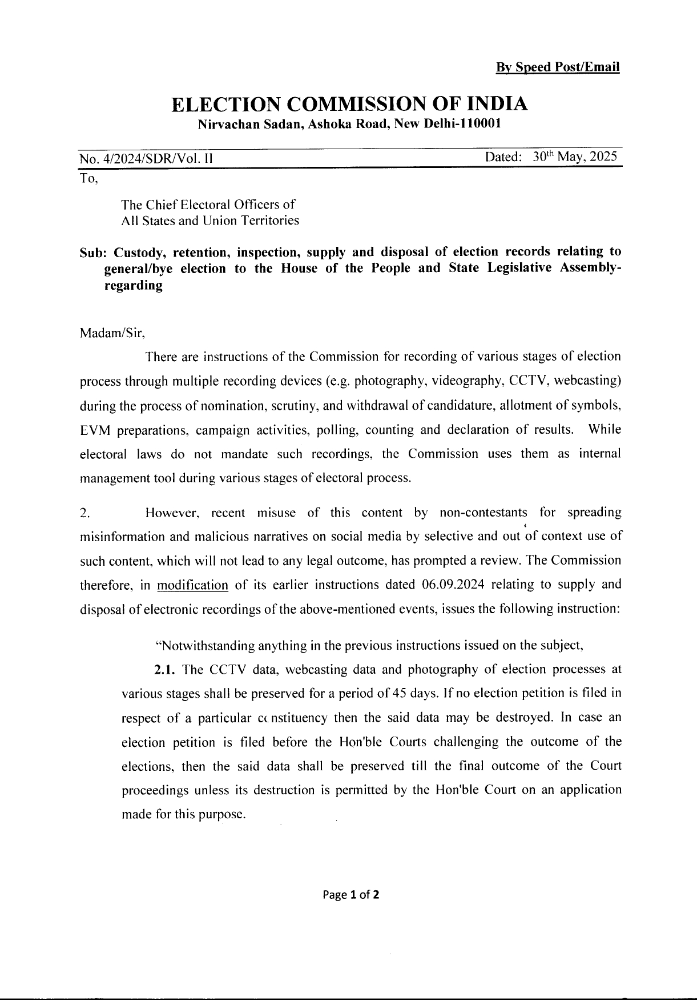 By Speed Post/Email
ELECTION COMMISSION OF INDIA
Nirvachan Sadan, Ashoka Road, New Delhi-110001
No. 4/2024/SDR/Vol. II Dated: 30th May, 2025
To,
The Chief Electoral Officers of
All States and Union Territories
Sub: Custody, retention, inspection, supply and disposal of election records relating to
general/bye election to the House of the People and State Legislative Assembly-
regarding
Madam/Sir,
There are instructions of the Commission for recording of various stages of election
process through multiple recording devices (e.g. photography, videography, CCTV, webcasting)
during the process of nomination, scrutiny, and withdrawal of candidature, allotment of symbols,
EVM preparations, campaign activities, polling, counting and declaration of results. While
electoral laws do not mandate such recordings, the Commission uses them as internal
management tool during various stages of electoral process.
2. However, recent misuse of this content by non-contestants for spreading
misinformation and malicious narratives on social media by selective and out of context use of
such content, which will not lead to any legal outcome, has prompted a review. The Commission
therefore, in modification of its earlier instructions dated 06.09.2024 relating to supply and
disposal of electronic recordings of the above-mentioned events, issues the following instruction:
“Notwithstanding anything in the previous instructions issued on the subject,
2.1. The CCTV data, webcasting data and photography of election processes at
various stages shall be preserved for a period of 45 days. If no election petition is filed in
respect of a particular constituency then the said data may be destroyed. In case an
election petition is filed before the Hon'ble Courts challenging the outcome of the
elections, then the said data shall be preserved till the final outcome of the Court
proceedings unless its destruction is permitted by the Hon'ble Court on an application
made for this purpose.
Page 1 of 2